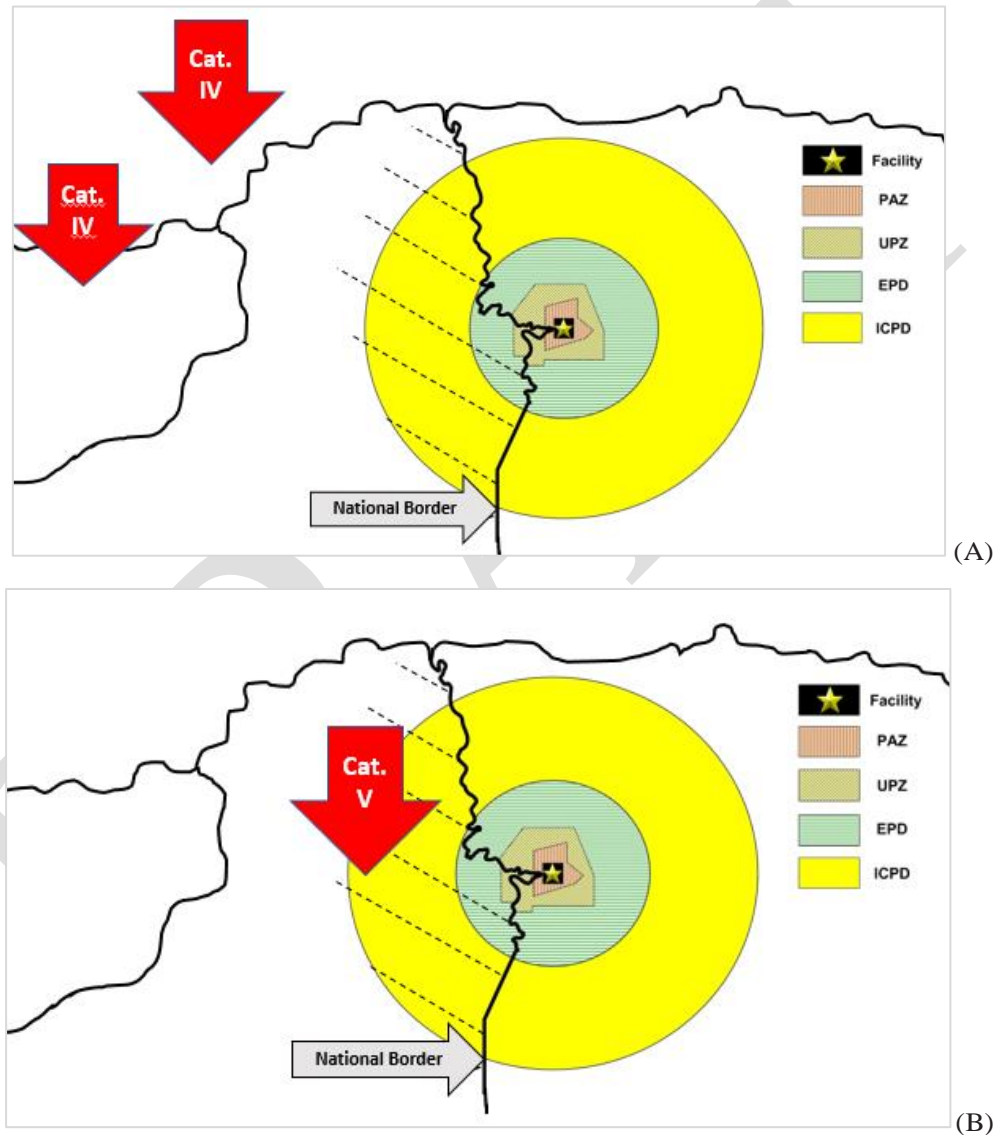 Cat.
IV
Cat.
IV
Facility
PAZ
UPZ
EPD
ICPD
National Border
(A)
Cat.
V
Facility
PAZ
UPZ
EPD
ICPD
National Border
(B)